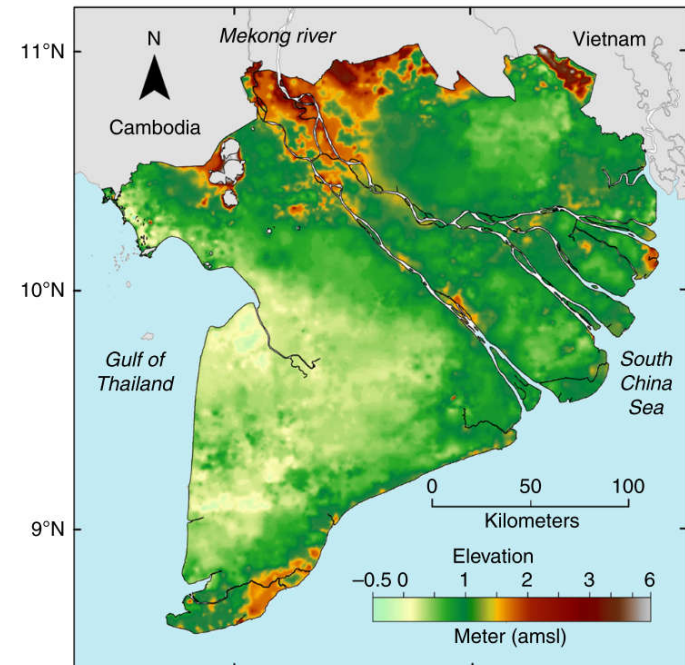 11°N
N
Mekong river
Vietnam
Cambodia
10°N
Gulf of
Thailand
South
China
Sea
0 50 100
Kilometers
9°N
Elevation
–0.5 0 1 2 3 6
Meter (amsl)